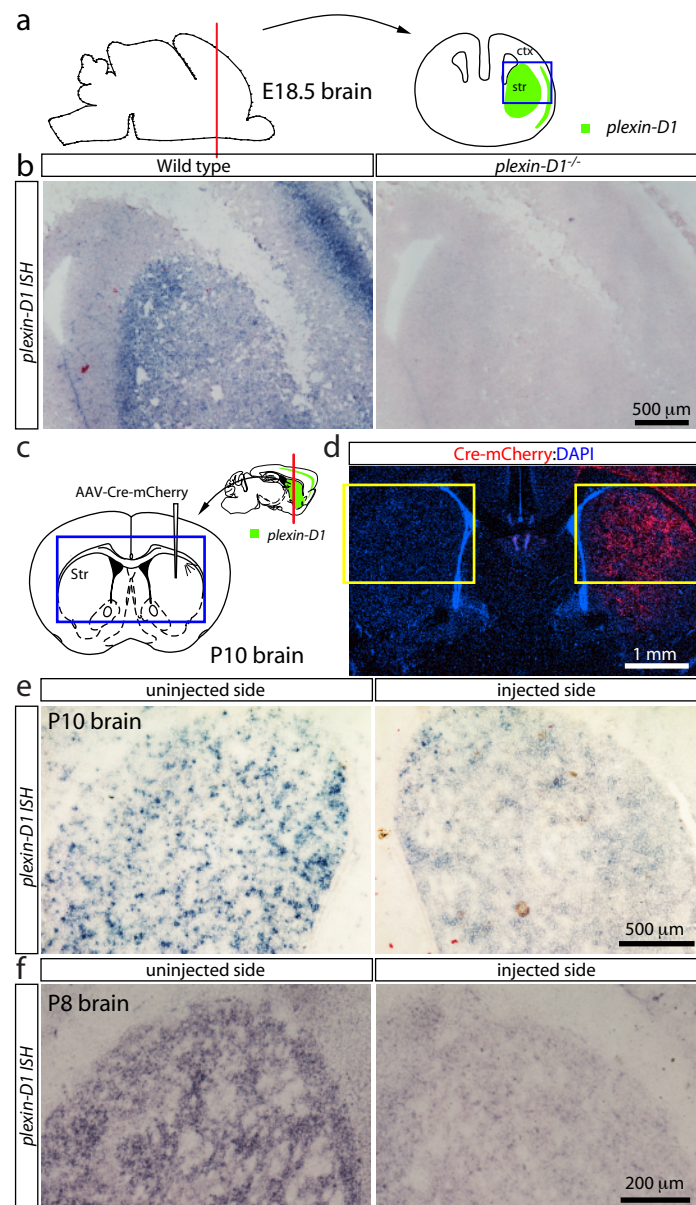 a
ctx
str
E18.5 brain
plexin-D1
b
Wild type
plexin-D1-/-
plexin-D1 ISH
500 μm
c
AAV-Cre-mCherry
plexin-D1
Str
P10 brain
d
Cre-mCherry:DAPI
1 mm
e
uninjected side
injected side
plexin-D1 ISH
P10 brain
500 μm
f
uninjected side
injected side
plexin-D1 ISH
P8 brain
200 μm